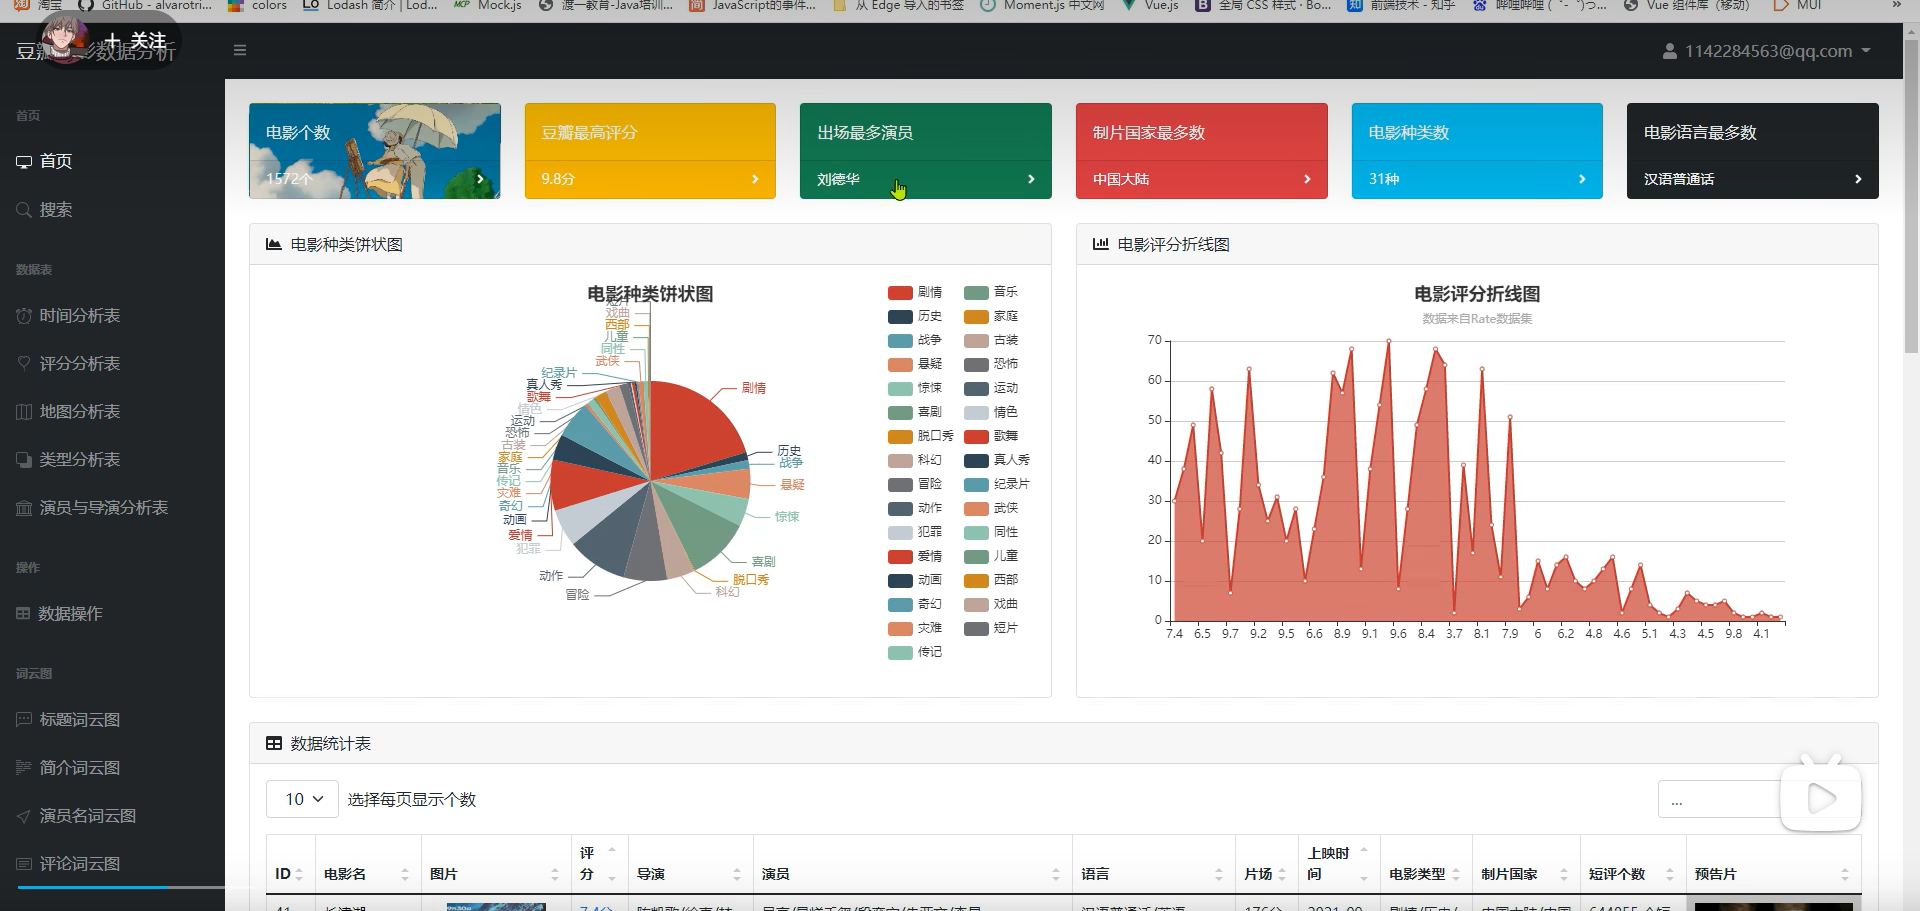 淘宝 GitHub - alvarotri... colors Lodash 简介 | Lod... Mock.js 渡一教育-Java培训... JavaScript的事件... 从 Edge 导入的书签 Moment.js 中文网 Vue.js 全局 CSS 样式 · Bo... 前端技术 - 知乎 Vue 组件库（移动） MUI »
+ 关注
数据分析
1142284563@qq.com
首页
首页
搜索
数据表
时间分析表
评分分析表
地图分析表
类型分析表
演员与导演分析表
操作
数据操作
词云图
标题词云图
简介词云图
演员名词云图
评论词云图
电影个数
1572个
豆瓣最高评分
9.8分
出场最多演员
刘德华
制片国家最多数
中国大陆
电影种类数
31种
电影语言最多数
汉语普通话
电影种类饼状图
电影种类饼状图
短片
戏曲
西部
儿童
同性
武侠
纪录片
真人秀
歌舞
情色
运动
恐怖
古装
家庭
音乐
传记
灾难
奇幻
动画
爱情
犯罪
动作
冒险
剧情
历史
战争
悬疑
惊悚
喜剧
脱口秀
科幻
剧情 音乐
历史 家庭
战争 古装
悬疑 恐怖
惊悚 运动
喜剧 情色
脱口秀 歌舞
科幻 真人秀
冒险 纪录片
动作 武侠
犯罪 同性
爱情 儿童
动画 西部
奇幻 戏曲
灾难 短片
传记
电影评分折线图
电影评分折线图
数据来自Rate数据集
70
60
50
40
30
20
10
0
7.4 6.5 9.7 9.2 9.5 6.6 8.9 9.1 9.6 8.4 3.7 8.1 7.9 6 6.2 4.8 4.6 5.1 4.3 4.5 9.8 4.1
数据统计表
10 选择每页显示个数
...
ID 电影名 图片 评分 导演 演员 语言 片场 上映时间 电影类型 制片国家 短评个数 预告片